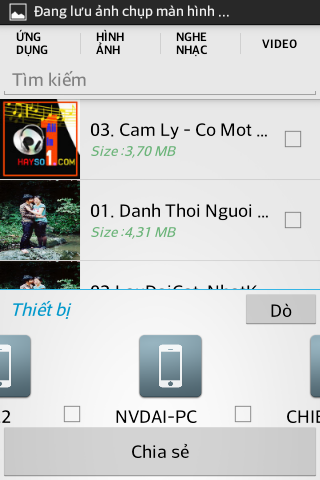 Đang lưu ảnh chụp màn hình ...
ỨNG DỤNG
HÌNH ẢNH
NGHE NHẠC
VIDEO
Tìm kiếm
HAYSO1.COM
03. Cam Ly - Co Mot ...
Size :3,70 MB
01. Danh Thoi Nguoi ...
Size :4,31 MB
Thiết bị
Dò
2
NVDAI-PC
CHIE
Chia sẻ